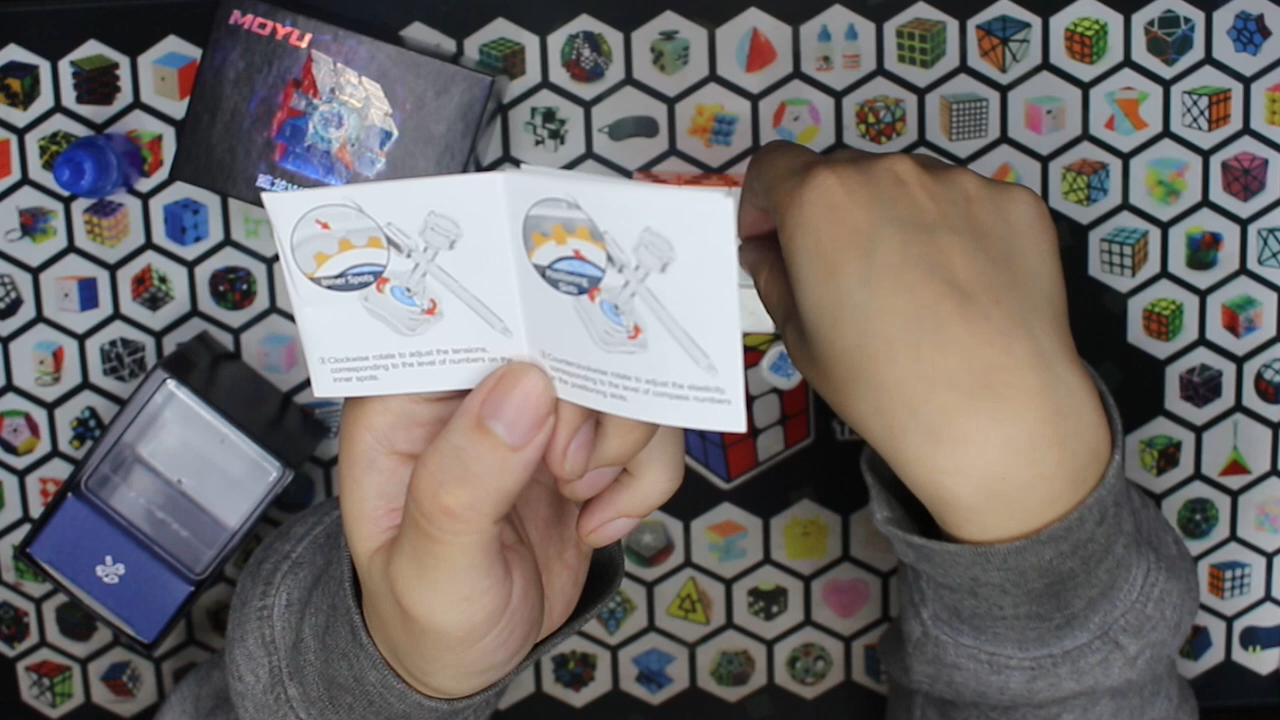 MOYU
Inner Spots
Positioning
Slots
① Clockwise rotate to adjust the tensions,
corresponding to the level of numbers on the
inner spots.
② Counterclockwise rotate to adjust the elasticity,
corresponding to the level of compass numbers
the positioning slots.